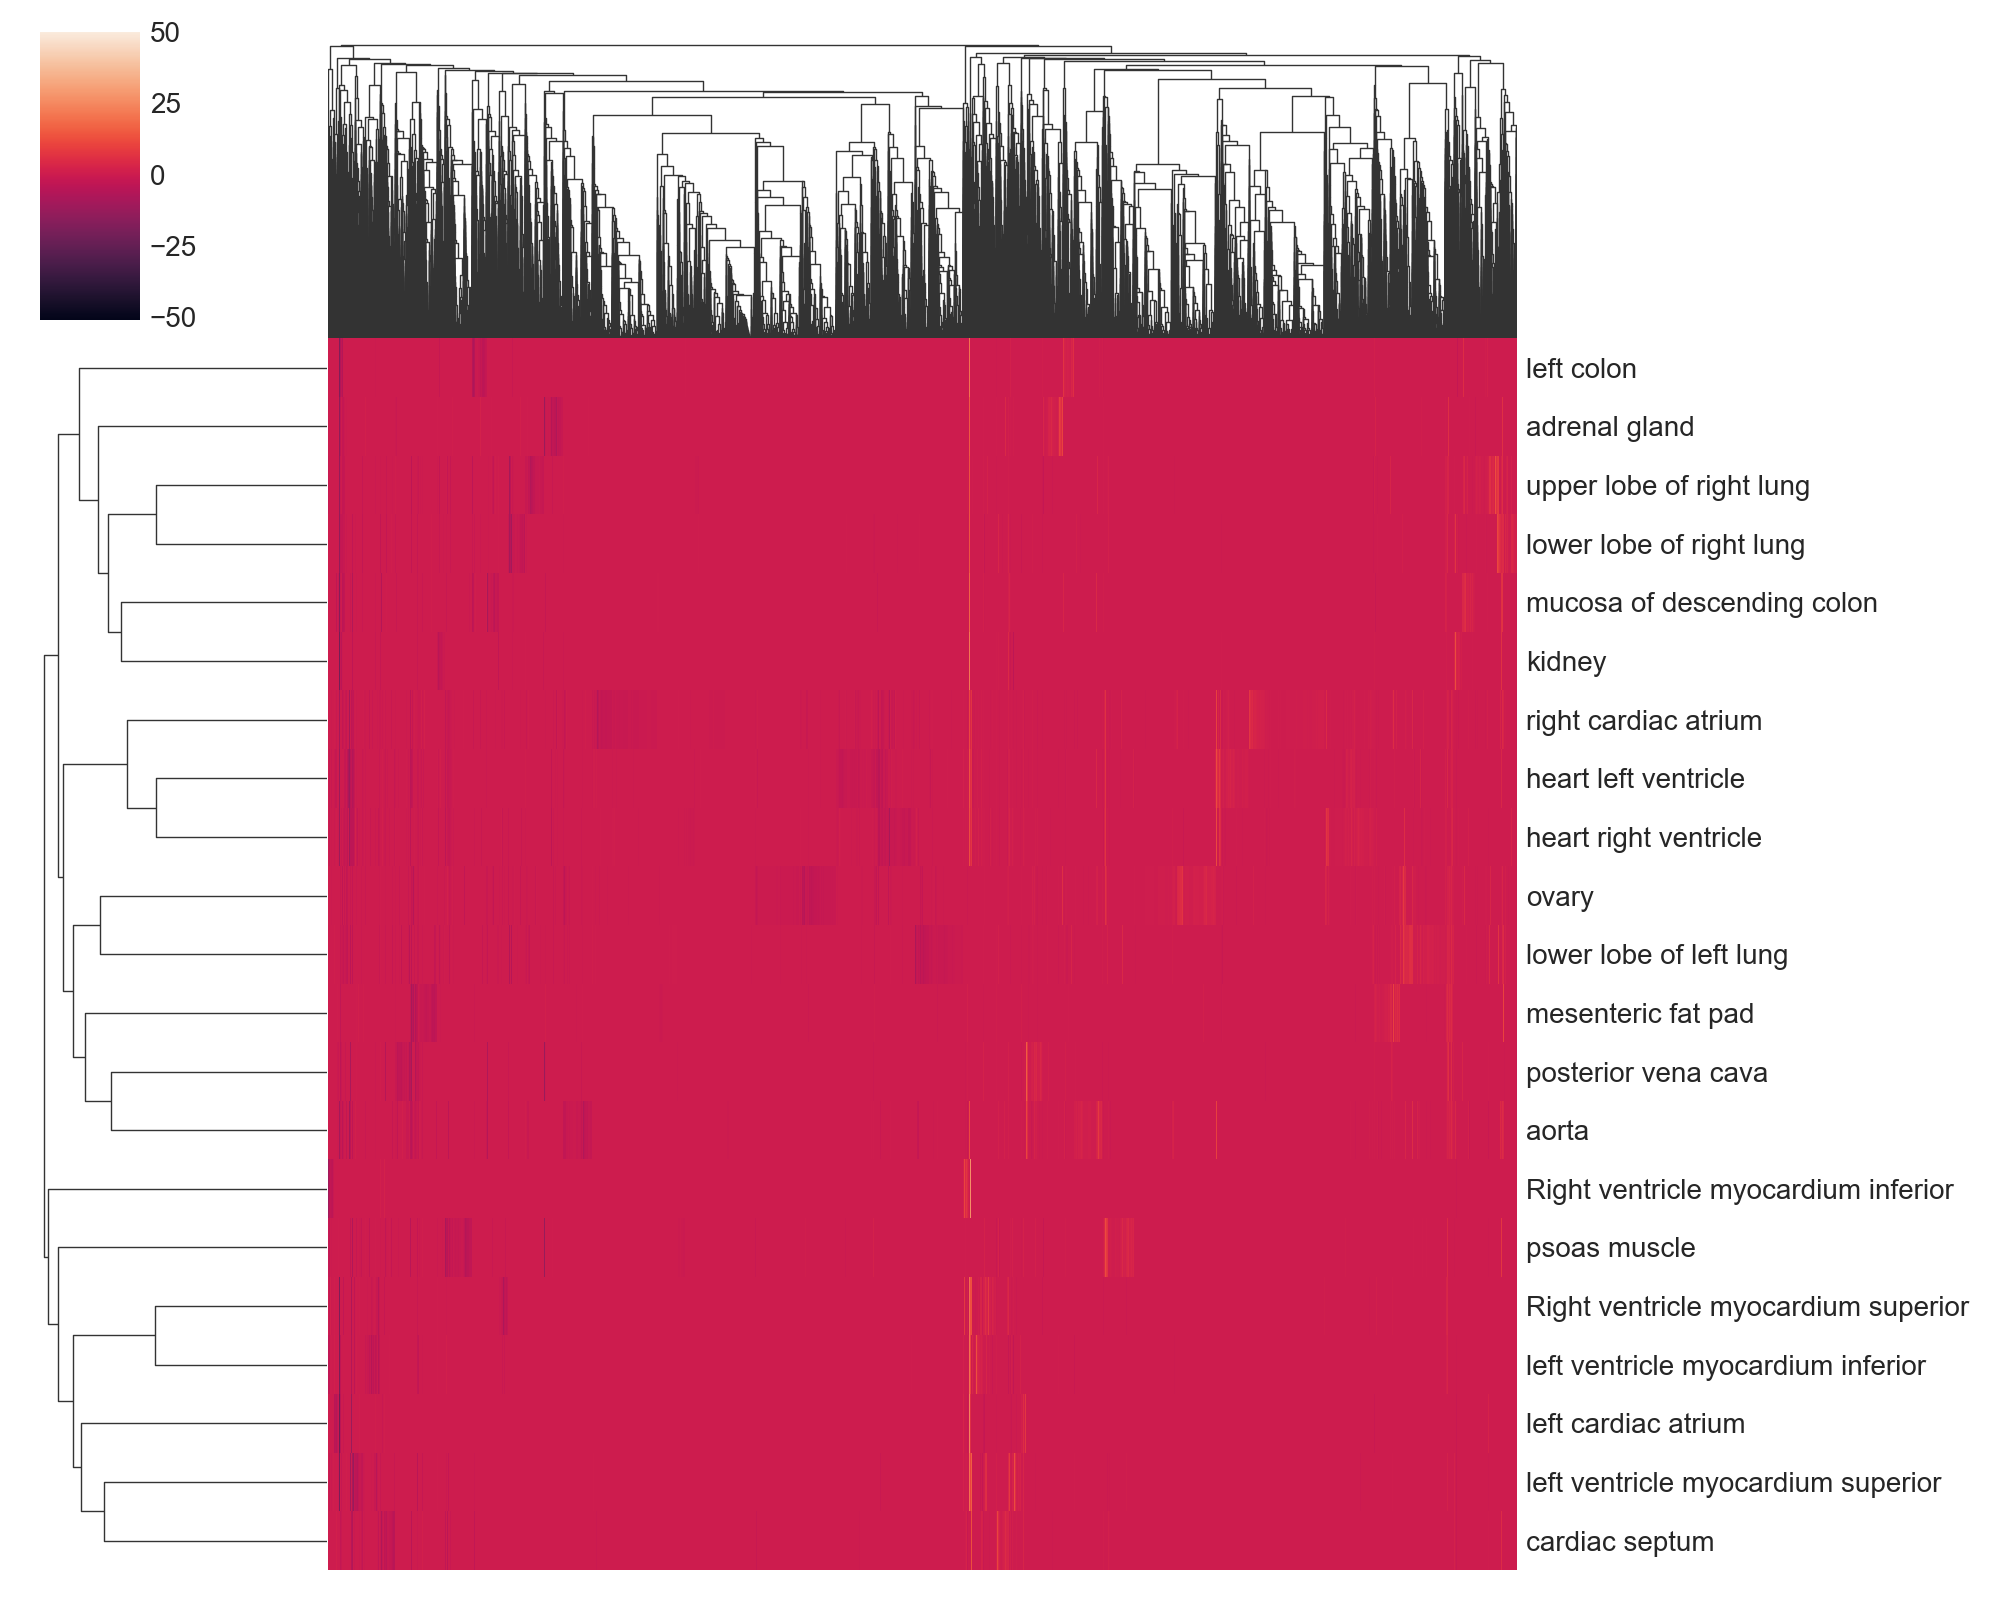 50
25
0
−25
−50
left colon
adrenal gland
upper lobe of right lung
lower lobe of right lung
mucosa of descending colon
kidney
right cardiac atrium
heart left ventricle
heart right ventricle
ovary
lower lobe of left lung
mesenteric fat pad
posterior vena cava
aorta
Right ventricle myocardium inferior
psoas muscle
Right ventricle myocardium superior
left ventricle myocardium inferior
left cardiac atrium
left ventricle myocardium superior
cardiac septum